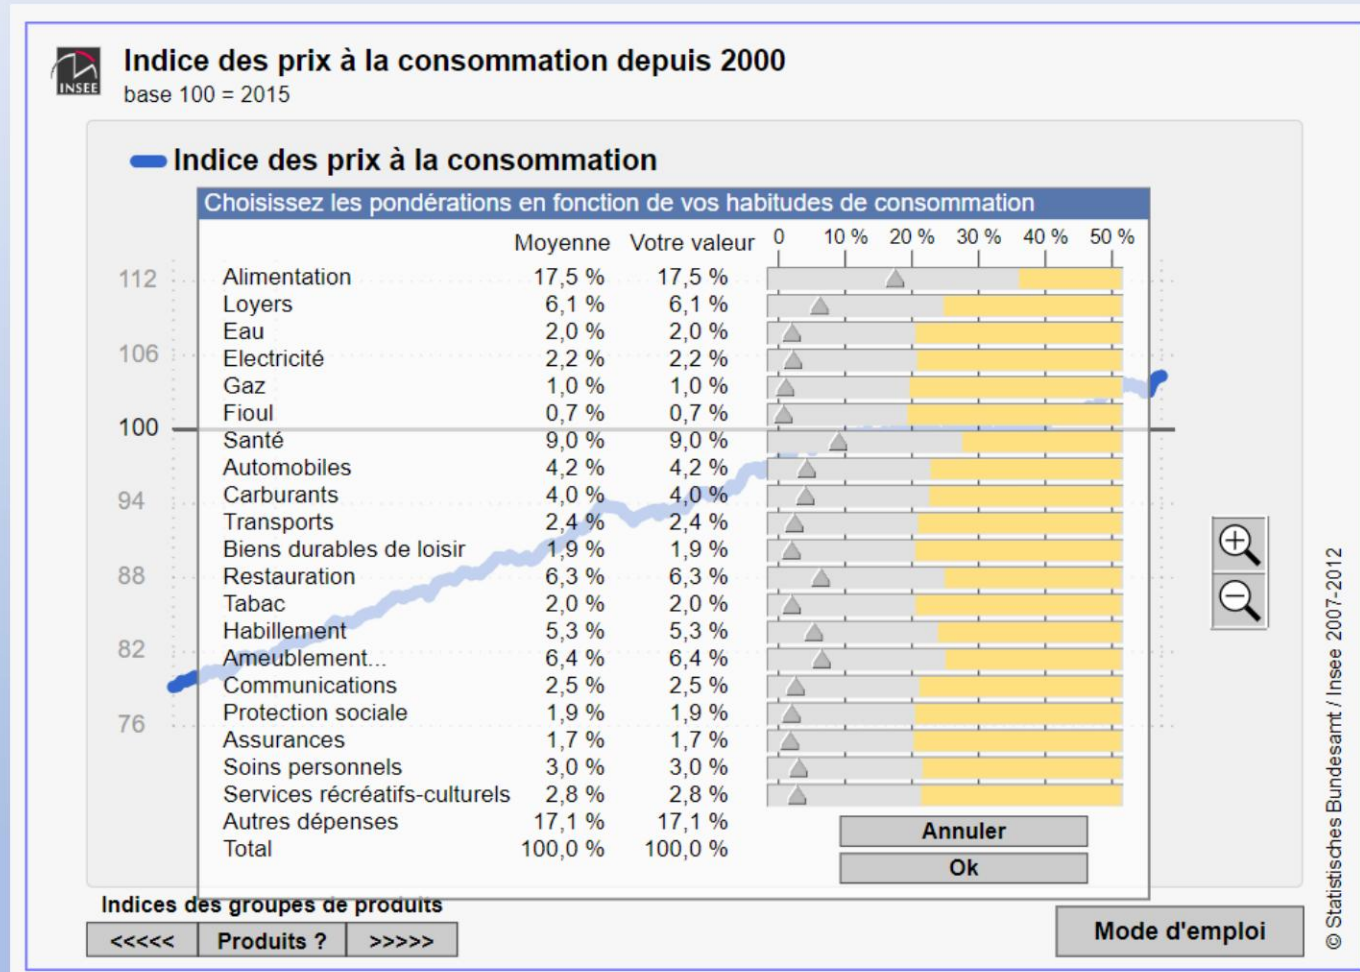 INSEE
Indice des prix à la consommation depuis 2000
base 100 = 2015
Indice des prix à la consommation
Choisissez les pondérations en fonction de vos habitudes de consommation
Moyenne Votre valeur 0 10 % 20 % 30 % 40 % 50 %
112 Alimentation 17,5 % 17,5 %
Loyers 6,1 % 6,1 %
Eau 2,0 % 2,0 %
106 Electricité 2,2 % 2,2 %
Gaz 1,0 % 1,0 %
Fioul 0,7 % 0,7 %
100 Santé 9,0 % 9,0 %
Automobiles 4,2 % 4,2 %
94 Carburants 4,0 % 4,0 %
Transports 2,4 % 2,4 %
Biens durables de loisir 1,9 % 1,9 %
88 Restauration 6,3 % 6,3 %
Tabac 2,0 % 2,0 %
Habillement 5,3 % 5,3 %
82 Ameublement... 6,4 % 6,4 %
Communications 2,5 % 2,5 %
Protection sociale 1,9 % 1,9 %
76 Assurances 1,7 % 1,7 %
Soins personnels 3,0 % 3,0 %
Services récréatifs-culturels 2,8 % 2,8 %
Autres dépenses 17,1 % 17,1 %
Total 100,0 % 100,0 %
Annuler
Ok
Indices des groupes de produits
<<<<< Produits ? >>>>>
Mode d'emploi
© Statistisches Bundesamt / Insee 2007-2012